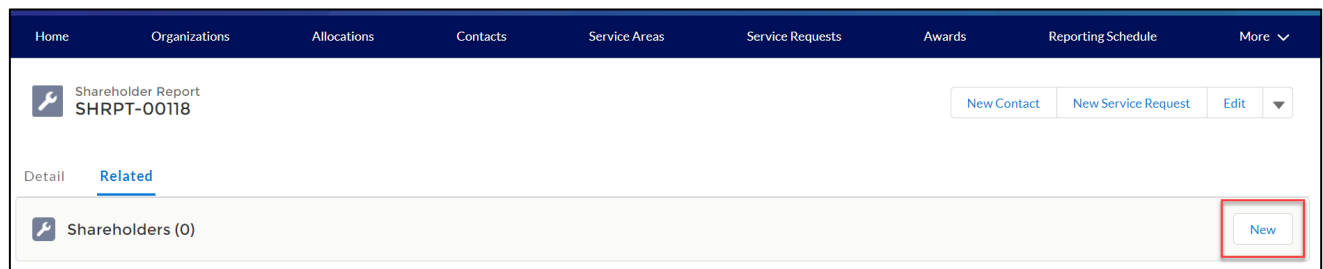 Home Organizations Allocations Contacts Service Areas Service Requests Awards Reporting Schedule More
Shareholder Report
SHRPT-00118
New Contact New Service Request Edit
Detail Related
Shareholders (0) New